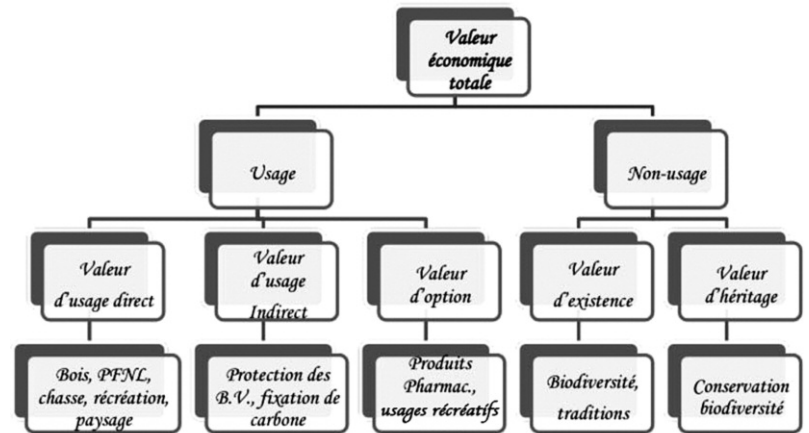 Valeur
économique
totale
Usage
Non-usage
Valeur
d'usage direct
Valeur
d'usage
Indirect
Valeur
d'option
Valeur
d'existence
Valeur
d'héritage
Bois, PFNL,
chasse, récréation,
paysage
Protection des
B.V., fixation de
carbone
Produits
Pharmac.,
usages récréatifs
Biodiversité,
traditions
Conservation
biodiversité